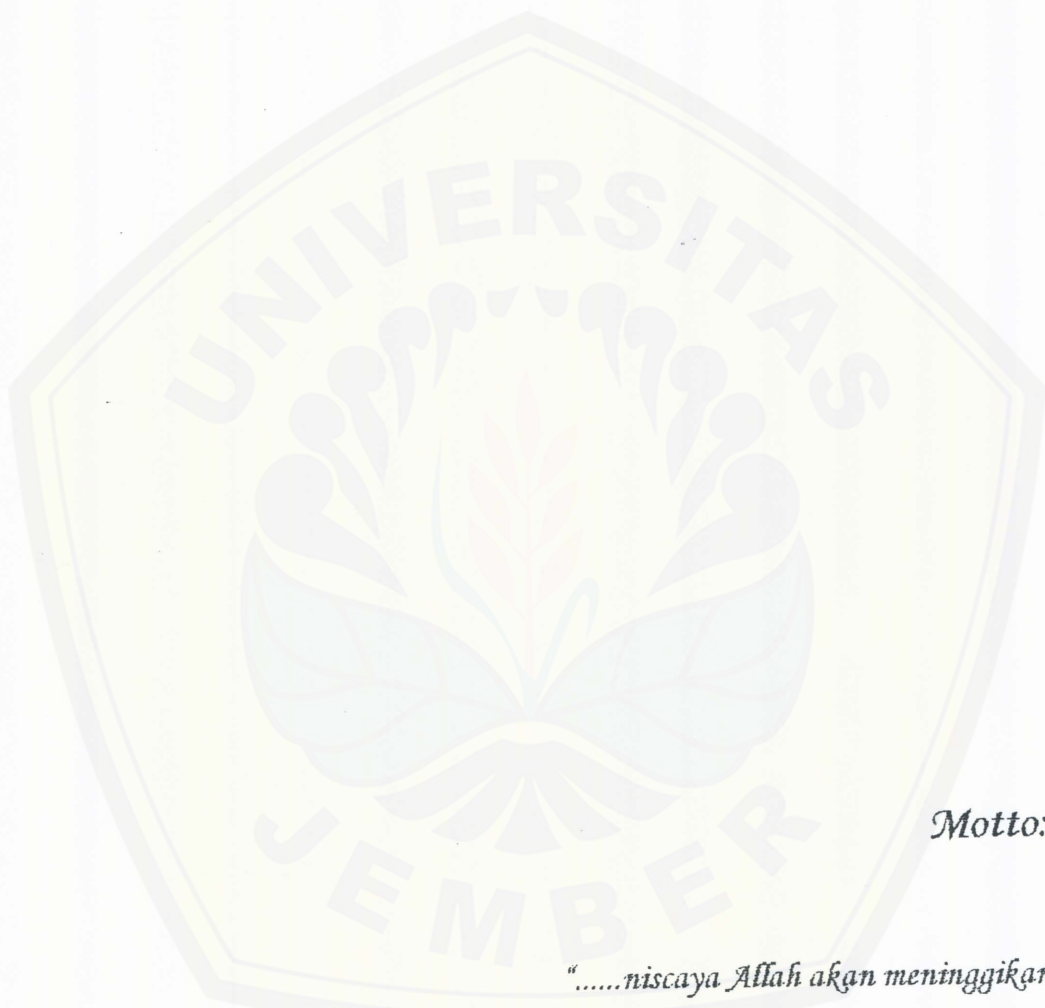 UNIVERSITAS
JEMBER
Motto:
“......niscaya Allah akan meninggikan